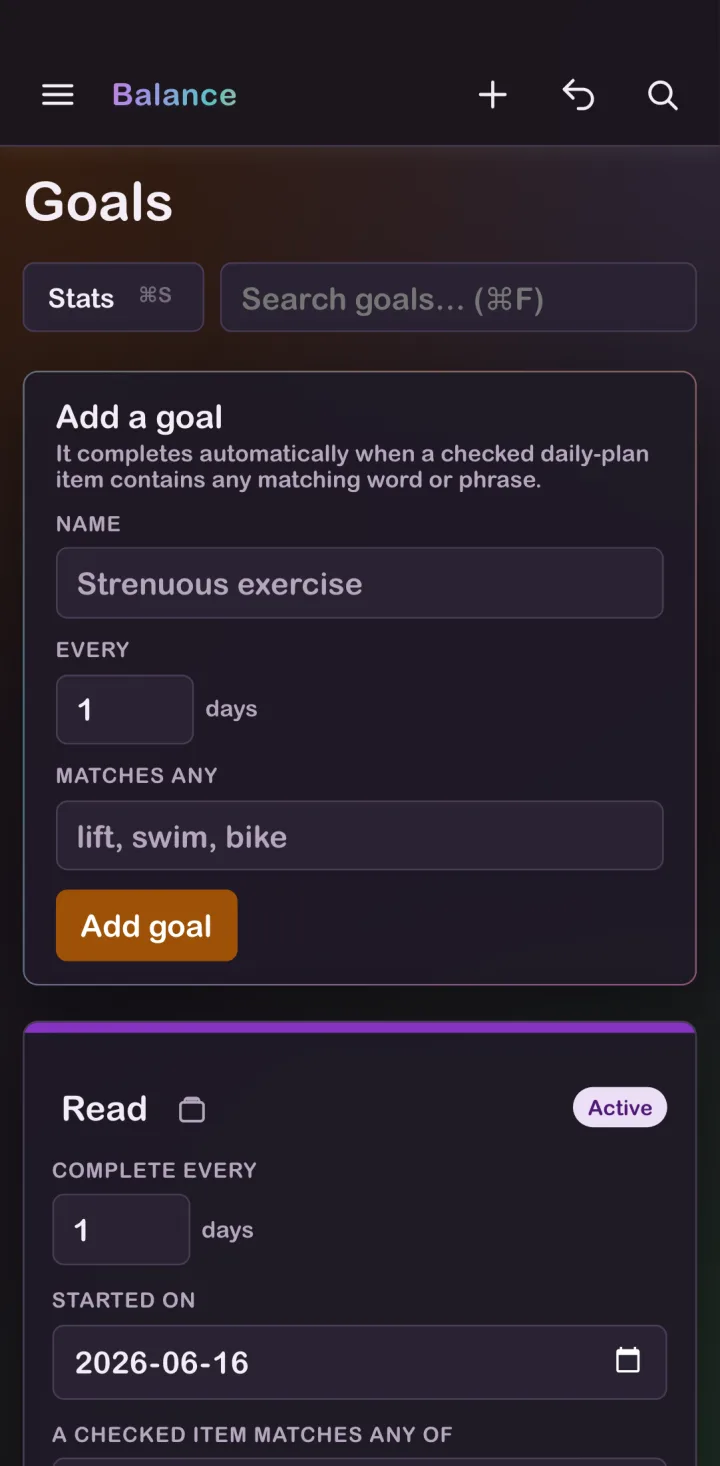 Balance
Goals
Stats ⌘S
Search goals... (⌘F)
Add a goal
It completes automatically when a checked daily-plan
item contains any matching word or phrase.
NAME
Strenuous exercise
EVERY
1 days
MATCHES ANY
lift, swim, bike
Add goal
Read
Active
COMPLETE EVERY
1 days
STARTED ON
2026-06-16
A CHECKED ITEM MATCHES ANY OF